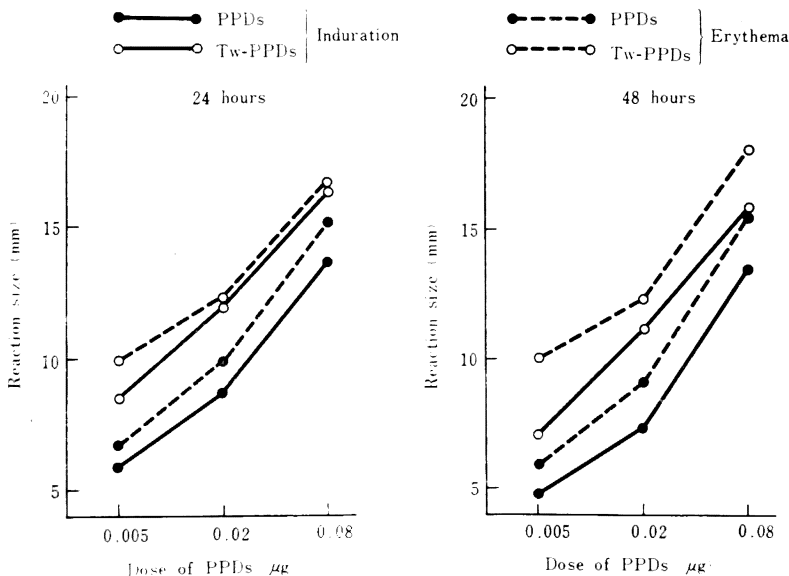 PPDs
Tw-PPDs
Induration
PPDs
Tw-PPDs
Erythema
24 hours
20
15
10
5
Reaction size (mm)
0.005 0.02 0.08
Dose of PPDs μg
48 hours
20
15
10
5
Reaction size (mm)
0.005 0.02 0.08
Dose of PPDs μg